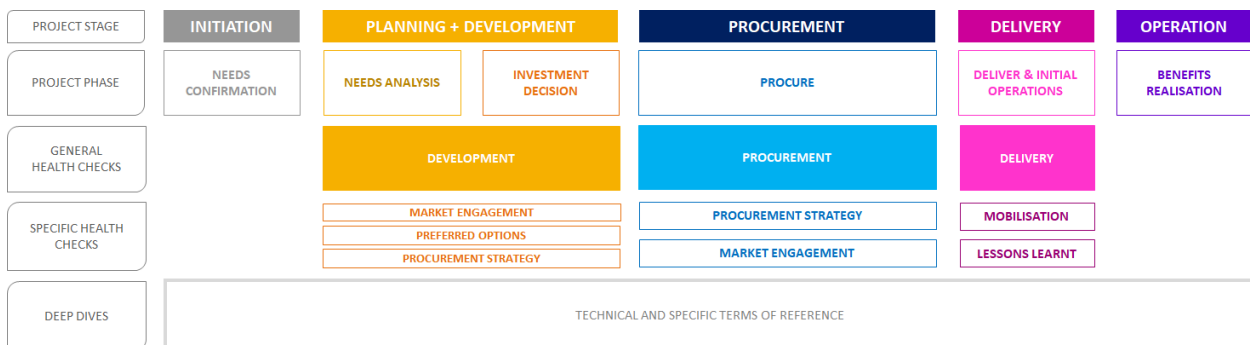 PROJECT STAGE
INITIATION
PLANNING + DEVELOPMENT
PROCUREMENT
DELIVERY
OPERATION
PROJECT PHASE
NEEDS
CONFIRMATION
NEEDS ANALYSIS
INVESTMENT
DECISION
PROCURE
DELIVER & INITIAL
OPERATIONS
BENEFITS
REALISATION
GENERAL
HEALTH CHECKS
DEVELOPMENT
PROCUREMENT
DELIVERY
SPECIFIC HEALTH
CHECKS
MARKET ENGAGEMENT
PREFERRED OPTIONS
PROCUREMENT STRATEGY
PROCUREMENT STRATEGY
MARKET ENGAGEMENT
MOBILISATION
LESSONS LEARNT
DEEP DIVES
TECHNICAL AND SPECIFIC TERMS OF REFERENCE